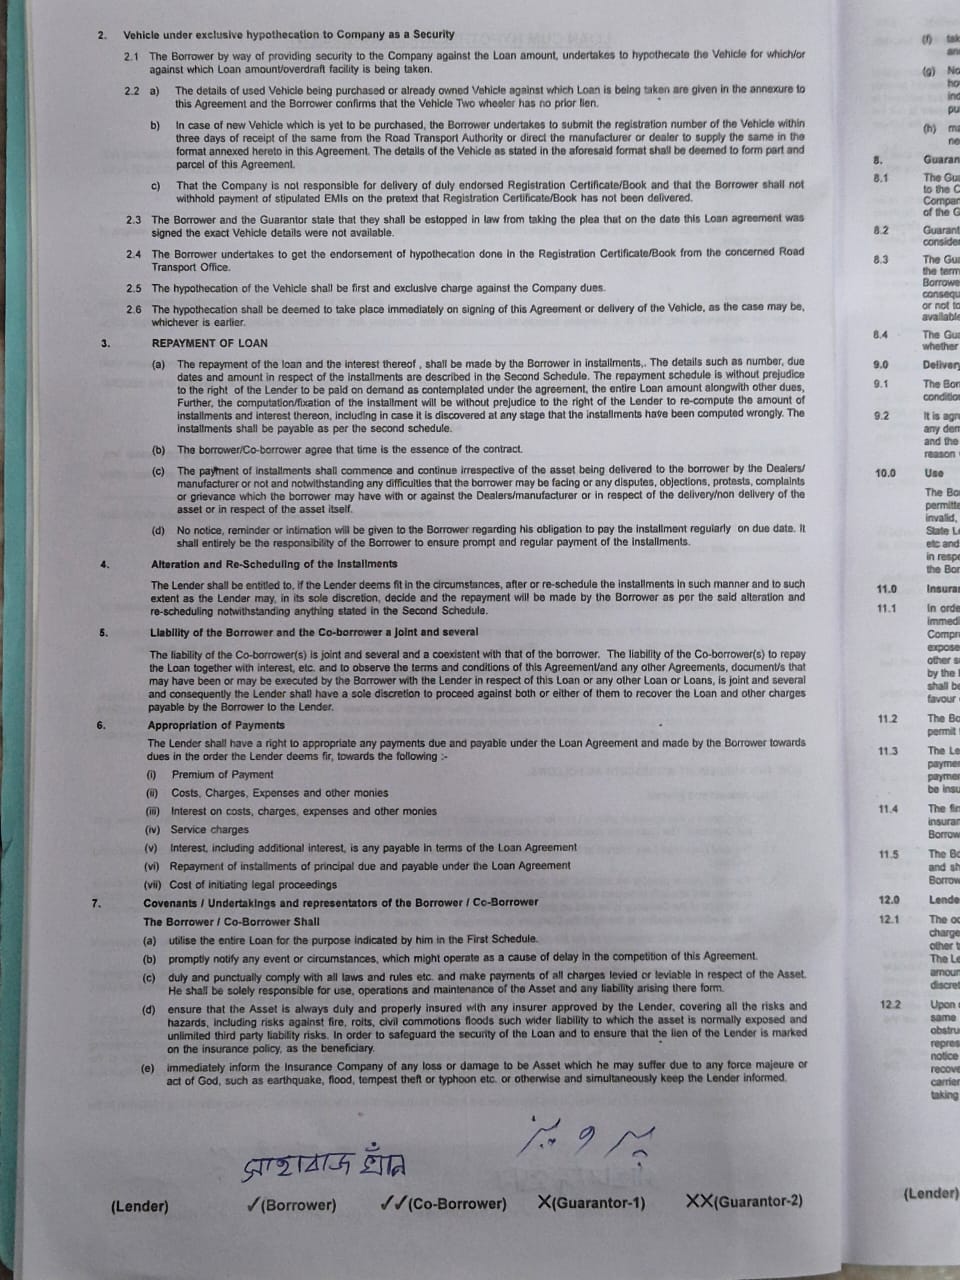 2. Vehicle under exclusive hypothecation to Company as a Security
2.1 The Borrower by way of providing security to the Company against the Loan amount, undertakes to hypothecate the Vehicle for which/or
against which Loan amount/overdraft facility is being taken.
2.2 a) The details of used Vehicle being purchased or already owned Vehicle against which Loan is being taken are given in the annexure to
this Agreement and the Borrower confirms that the Vehicle Two wheeler has no prior lien.
b) In case of new Vehicle which is yet to be purchased, the Borrower undertakes to submit the registration number of the Vehicle within
three days of receipt of the same from the Road Transport Authority or direct the manufacturer or dealer to supply the same in the
format annexed hereto in this Agreement. The details of the Vehicle as stated in the aforesaid format shall be deemed to form part and
parcel of this Agreement.
c) That the Company is not responsible for delivery of duly endorsed Registration Certificate/Book and that the Borrower shall not
withhold payment of stipulated EMIs on the pretext that Registration Certificate/Book has not been delivered.
2.3 The Borrower and the Guarantor state that they shall be estopped in law from taking the plea that on the date this Loan agreement was
signed the exact Vehicle details were not available.
2.4 The Borrower undertakes to get the endorsement of hypothecation done in the Registration Certificate/Book from the concerned Road
Transport Office.
2.5 The hypothecation of the Vehicle shall be first and exclusive charge against the Company dues.
2.6 The hypothecation shall be deemed to take place immediately on signing of this Agreement or delivery of the Vehicle, as the case may be,
whichever is earlier.
3. REPAYMENT OF LOAN
(a) The repayment of the loan and the interest thereof , shall be made by the Borrower in installments,. The details such as number, due
dates and amount in respect of the installments are described in the Second Schedule. The repayment schedule is without prejudice
to the right of the Lender to be paid on demand as contemplated under the agreement, the entire Loan amount alongwith other dues,
Further, the computation/fixation of the installment will be without prejudice to the right of the Lender to re-compute the amount of
installments and interest thereon, including in case it is discovered at any stage that the installments have been computed wrongly. The
installments shall be payable as per the second schedule.
(b) The borrower/Co-borrower agree that time is the essence of the contract.
(c) The payment of installments shall commence and continue irrespective of the asset being delivered to the borrower by the Dealers/
manufacturer or not and notwithstanding any difficulties that the borrower may be facing or any disputes, objections, protests, complaints
or grievance which the borrower may have with or against the Dealers/manufacturer or in respect of the delivery/non delivery of the
asset or in respect of the asset itself.
(d) No notice, reminder or intimation will be given to the Borrower regarding his obligation to pay the installment regularly on due date. It
shall entirely be the responsibility of the Borrower to ensure prompt and regular payment of the installments.
4. Alteration and Re-Scheduling of the Installments
The Lender shall be entitled to, if the Lender deems fit in the circumstances, after or re-schedule the installments in such manner and to such
extent as the Lender may, in its sole discretion, decide and the repayment will be made by the Borrower as per the said alteration and
re-scheduling notwithstanding anything stated in the Second Schedule.
5. Liability of the Borrower and the Co-borrower a joint and several
The liability of the Co-borrower(s) is joint and several and a coexistent with that of the borrower. The liability of the Co-borrower(s) to repay
the Loan together with interest, etc. and to observe the terms and conditions of this Agreement/and any other Agreements, document/s that
may have been or may be executed by the Borrower with the Lender in respect of this Loan or any other Loan or Loans, is joint and several
and consequently the Lender shall have a sole discretion to proceed against both or either of them to recover the Loan and other charges
payable by the Borrower to the Lender.
6. Appropriation of Payments
The Lender shall have a right to appropriate any payments due and payable under the Loan Agreement and made by the Borrower towards
dues in the order the Lender deems fir, towards the following :-
(i) Premium of Payment
(ii) Costs, Charges, Expenses and other monies
(iii) Interest on costs, charges, expenses and other monies
(iv) Service charges
(v) Interest, including additional interest, is any payable in terms of the Loan Agreement
(vi) Repayment of installments of principal due and payable under the Loan Agreement
(vii) Cost of initiating legal proceedings
7. Covenants / Undertakings and representators of the Borrower / Co-Borrower
The Borrower / Co-Borrower Shall
(a) utilise the entire Loan for the purpose indicated by him in the First Schedule.
(b) promptly notify any event or circumstances, which might operate as a cause of delay in the competition of this Agreement.
(c) duly and punctually comply with all laws and rules etc. and make payments of all charges levied or leviable in respect of the Asset.
He shall be solely responsible for use, operations and maintenance of the Asset and any liability arising there form.
(d) ensure that the Asset is always duly and properly insured with any insurer approved by the Lender, covering all the risks and
hazards, including risks against fire, roits, civil commotions floods such wider liability to which the asset is normally exposed and
unlimited third party liability risks. In order to safeguard the security of the Loan and to ensure that the lien of the Lender is marked
on the insurance policy, as the beneficiary.
(e) immediately inform the Insurance Company of any loss or damage to be Asset which he may suffer due to any force majeure or
act of God, such as earthquake, flood, tempest theft or typhoon etc. or otherwise and simultaneously keep the Lender informed.
সাহাবাজ খাঁন
(Lender) ✓(Borrower) ✓✓(Co-Borrower) X(Guarantor-1) XX(Guarantor-2)
(f)
(g) No
(h)
8. Guaran
8.1 The Gua
to the C
Compan
of the G
8.2 Guarant
consider
8.3 The Gua
the term
Borrowe
consequ
or not to
available
8.4 The Gua
whether
9.0 Delivery
9.1 The Bor
condition
9.2 It is agre
any dem
and the
reason
10.0 Use
The Bo
permitte
invalid,
State L
etc and
in respe
the Bor
11.0 Insuran
11.1 In orde
immedi
Compre
expose
other s
by the
shall be
favour
11.2 The Bo
permit
11.3 The Le
paymen
paymen
be insu
11.4 The fin
insuran
Borrow
11.5 The Bo
and sh
Borrow
12.0 Lende
12.1 The oc
charge
other t
The Le
amoun
discret
12.2 Upon
same
obstru
repres
notice
recove
carrier
taking
(Lender)